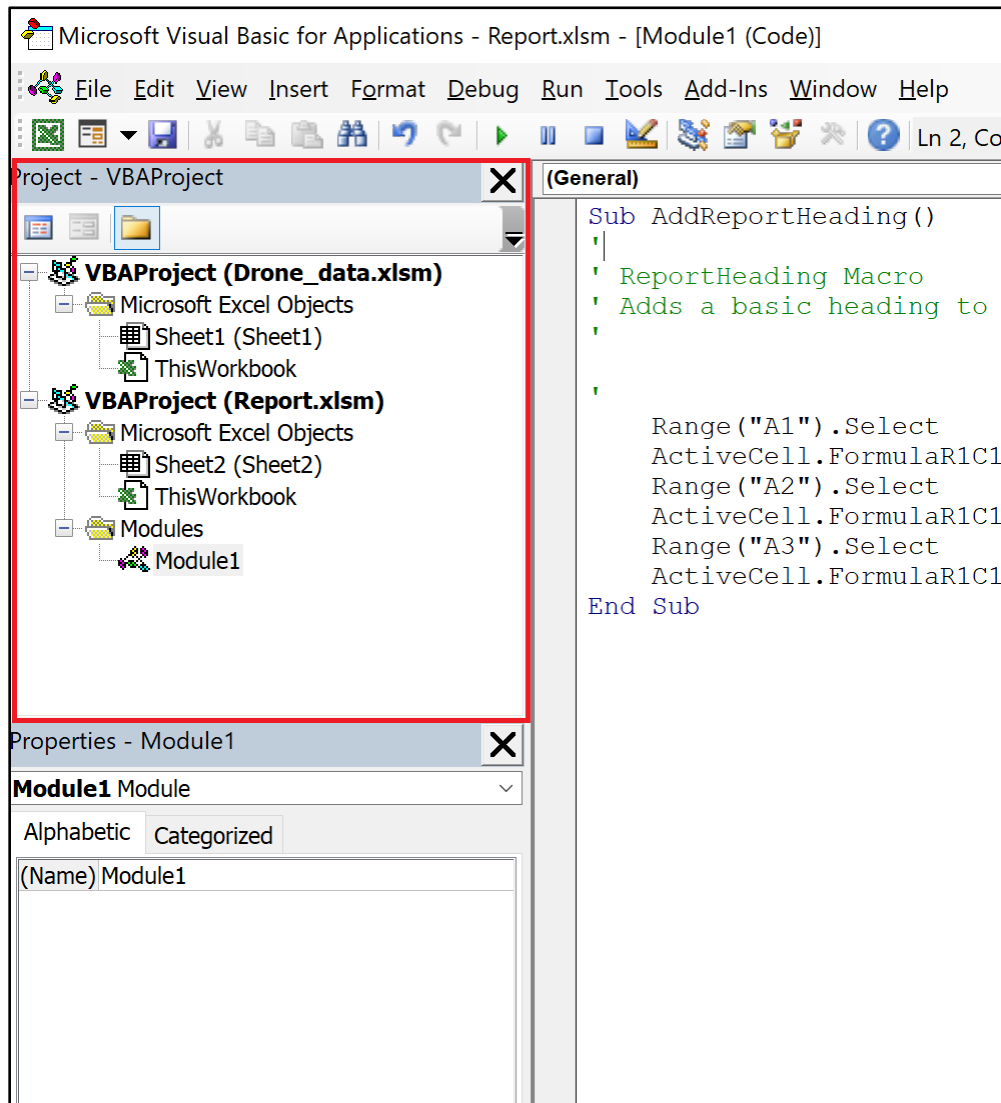 Microsoft Visual Basic for Applications - Report.xlsm - [Module1 (Code)]
File Edit View Insert Format Debug Run Tools Add-Ins Window Help
Ln 2, Co
Project - VBAProject
VBAProject (Drone_data.xlsm)
Microsoft Excel Objects
Sheet1 (Sheet1)
ThisWorkbook
VBAProject (Report.xlsm)
Microsoft Excel Objects
Sheet2 (Sheet2)
ThisWorkbook
Modules
Module1
Properties - Module1
Module1 Module
Alphabetic Categorized
(Name) Module1
(General)
Sub AddReportHeading()
'
' ReportHeading Macro
' Adds a basic heading to
'
'
Range("A1").Select
ActiveCell.FormulaR1C1
Range("A2").Select
ActiveCell.FormulaR1C1
Range("A3").Select
ActiveCell.FormulaR1C1
End Sub